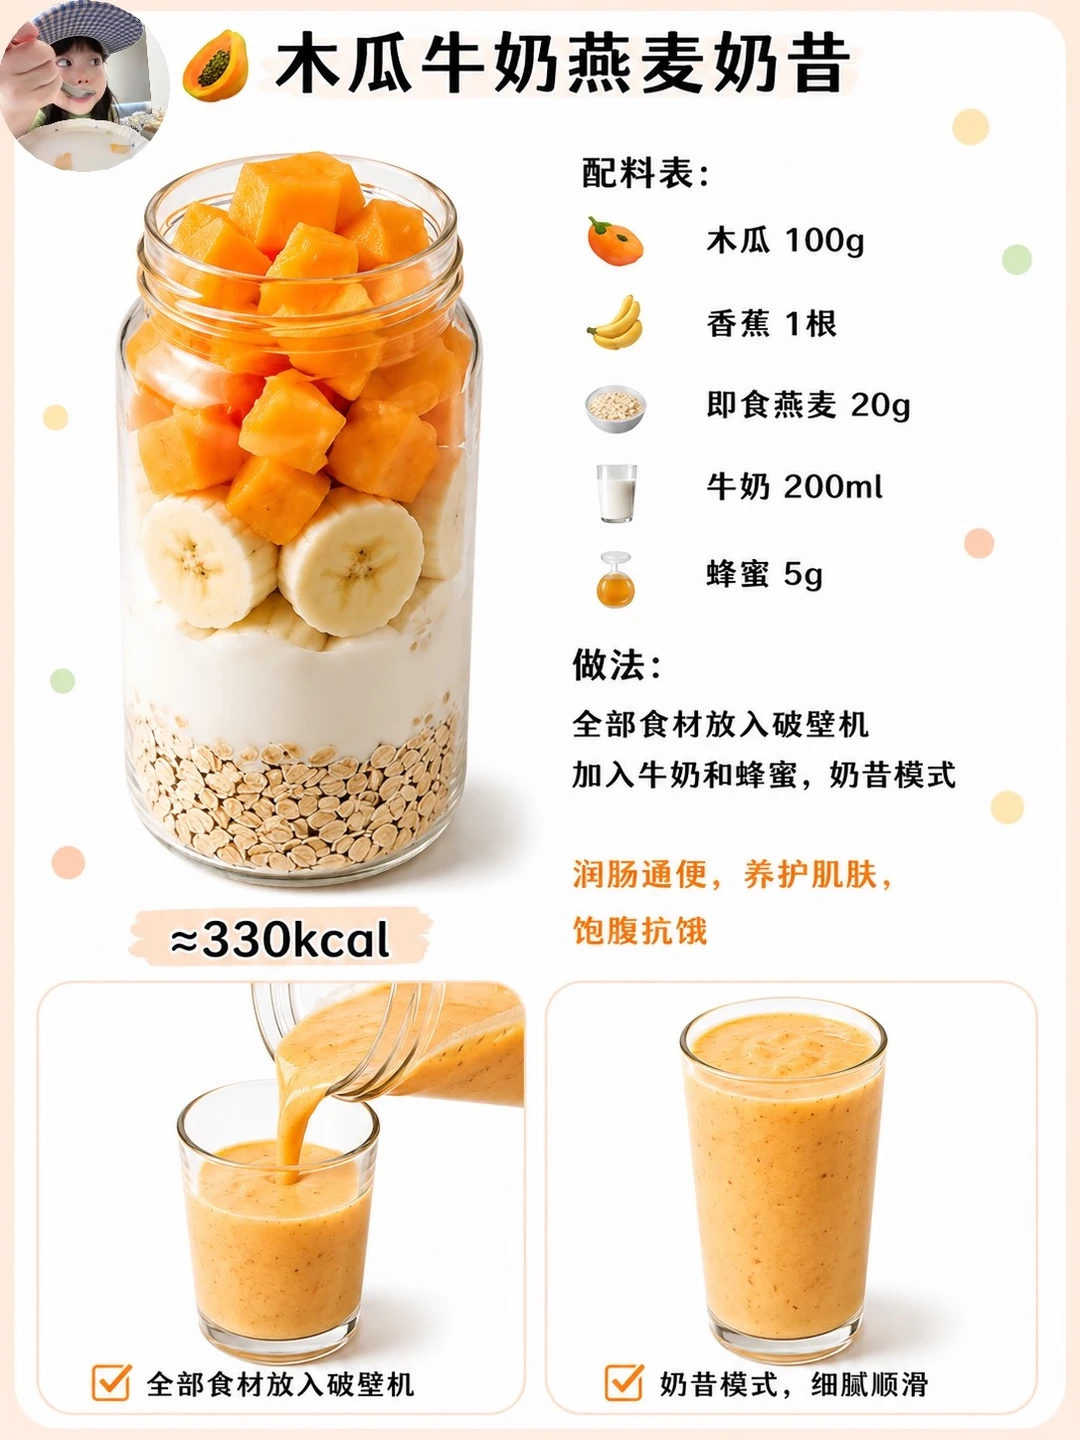 木瓜牛奶燕麦奶昔
配料表：
木瓜 100g
香蕉 1根
即食燕麦 20g
牛奶 200ml
蜂蜜 5g
做法：
全部食材放入破壁机
加入牛奶和蜂蜜，奶昔模式
润肠通便，养护肌肤，
饱腹抗饿
≈330kcal
全部食材放入破壁机
奶昔模式，细腻顺滑